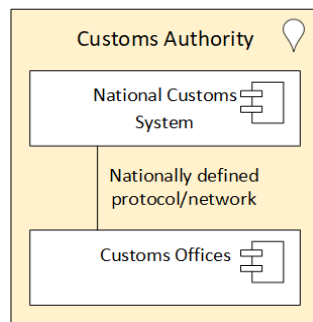 Customs Authority
National Customs
System
Nationally defined
protocol/network
Customs Offices